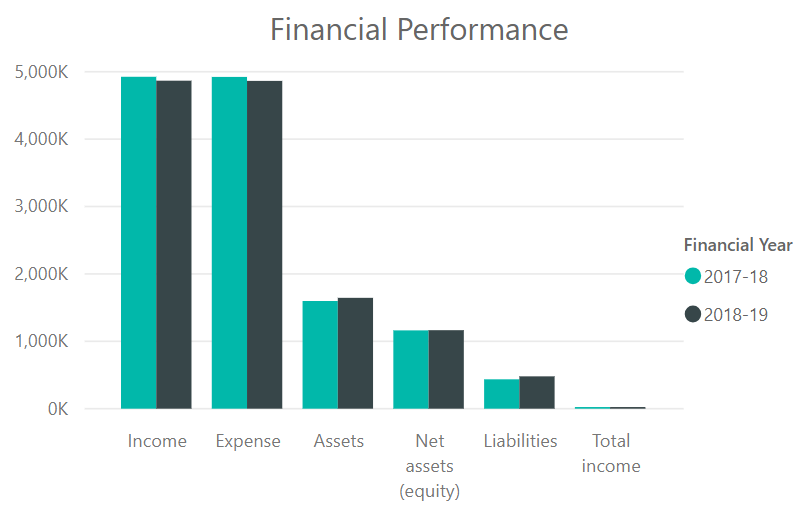 Financial Performance
5,000K
4,000K
3,000K
2,000K
1,000K
0K
Income
Expense
Assets
Net
assets
(equity)
Liabilities
Total
income
Financial Year
2017-18
2018-19